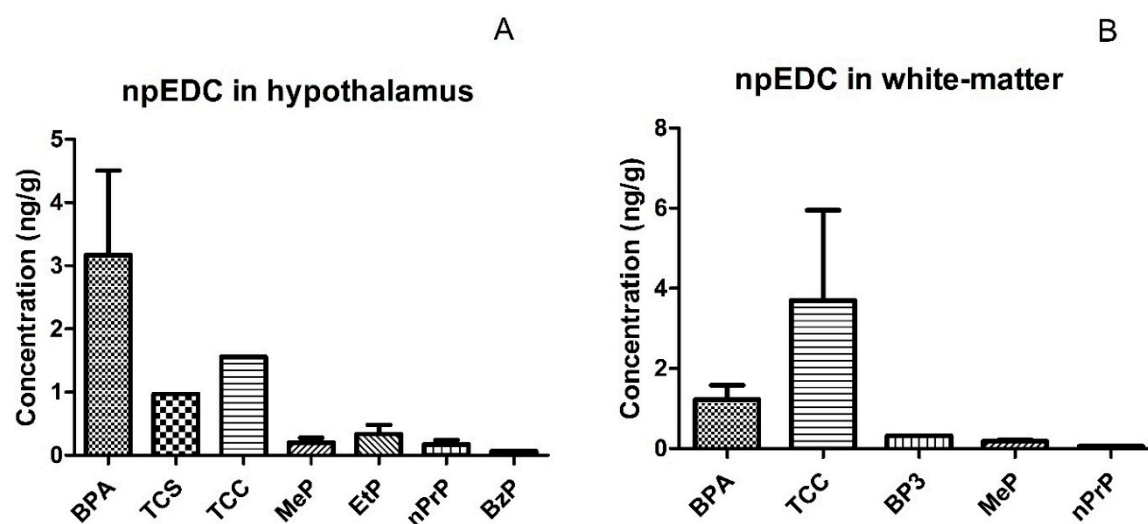 A
npEDC in hypothalamus
Concentration (ng/g)
5
4
3
2
1
0
BPA
TCS
TCC
MeP
EtP
nPrP
BzP
B
npEDC in white-matter
Concentration (ng/g)
8
6
4
2
0
BPA
TCC
BP3
MeP
nPrP